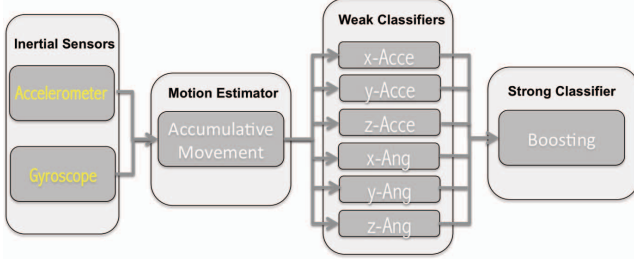 Inertial Sensors
Accelerometer
Gyroscope
Motion Estimator
Accumulative
Movement
Weak Classifiers
x-Acce
y-Acce
z-Acce
x-Ang
y-Ang
z-Ang
Strong Classifier
Boosting